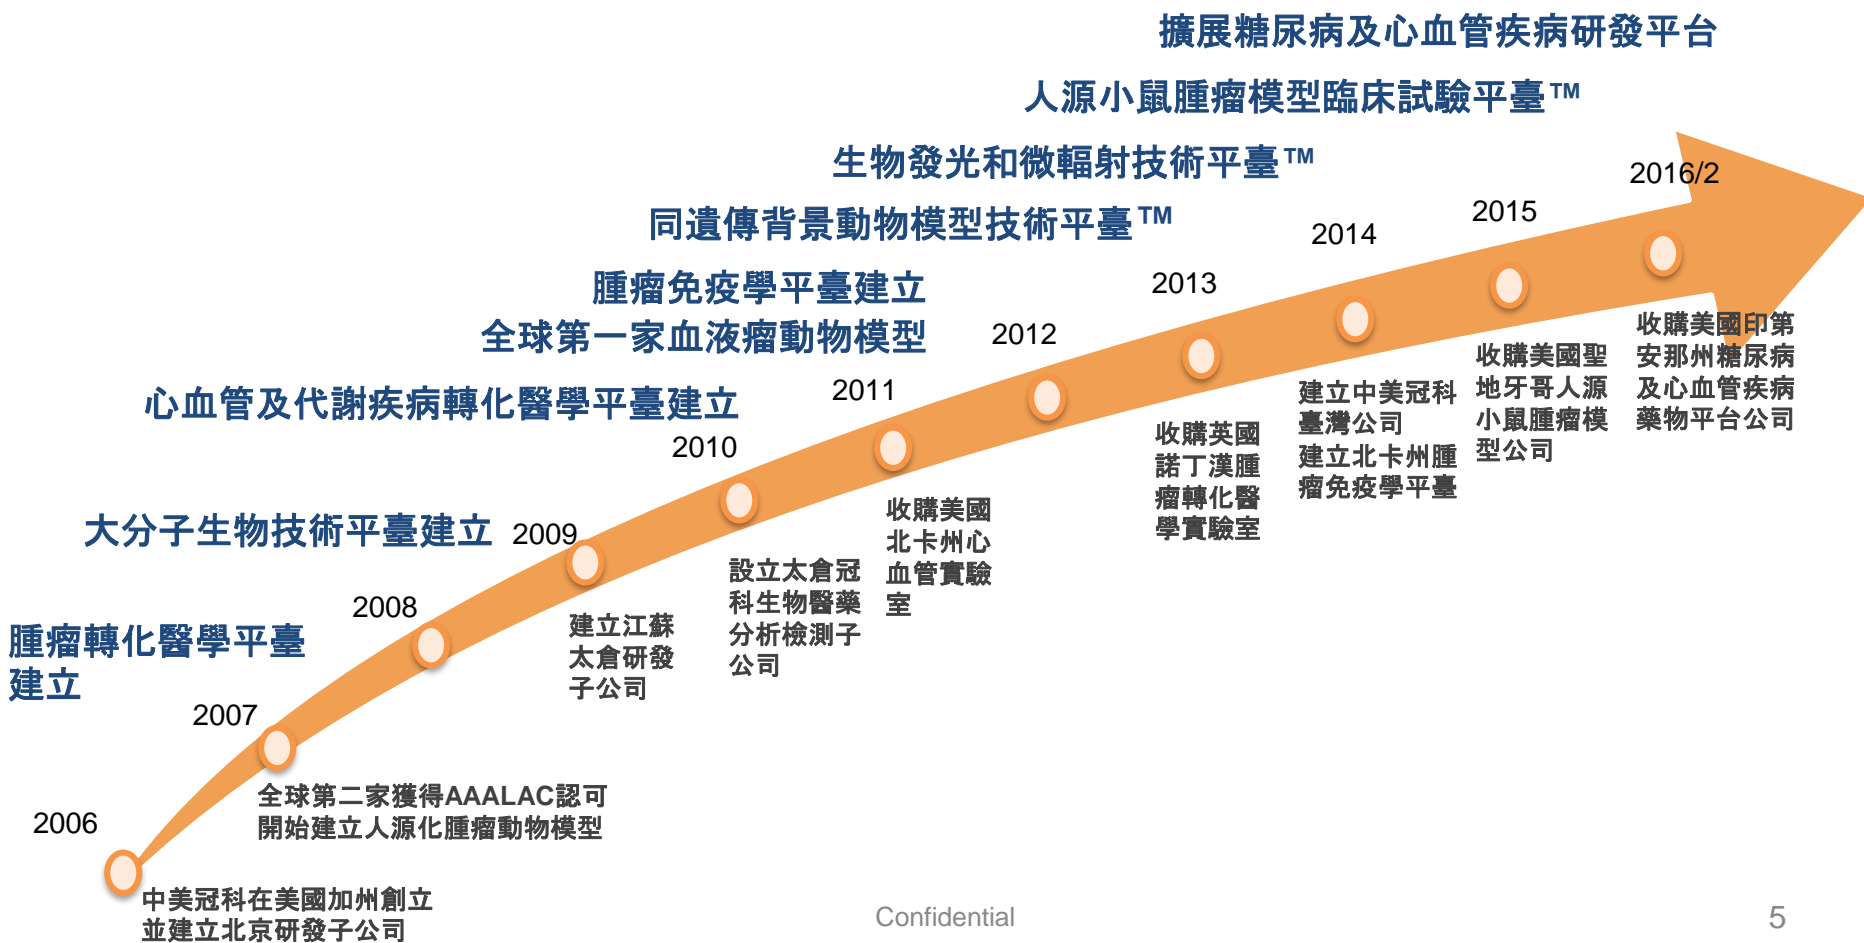 擴展糖尿病及心血管疾病研發平台
人源小鼠腫瘤模型臨床試驗平臺™
生物發光和微輻射技術平臺™
同遺傳背景動物模型技術平臺™
腫瘤免疫學平臺建立
全球第一家血液瘤動物模型
心血管及代謝疾病轉化醫學平臺建立
大分子生物技術平臺建立
腫瘤轉化醫學平臺
建立
2006
中美冠科在美國加州創立
並建立北京研發子公司
2007
全球第二家獲得AAALAC認可
開始建立人源化腫瘤動物模型
2008
2009
建立江蘇
太倉研發
子公司
2010
設立太倉冠
科生物醫藥
分析檢測子
公司
2011
收購美國
北卡州心
血管實驗
室
2012
2013
收購英國
諾丁漢腫
瘤轉化醫
學實驗室
2014
建立中美冠科
臺灣公司
建立北卡州腫
瘤免疫學平臺
2015
收購美國聖
地牙哥人源
小鼠腫瘤模
型公司
2016/2
收購美國印第
安那州糖尿病
及心血管疾病
藥物平台公司
Confidential
5